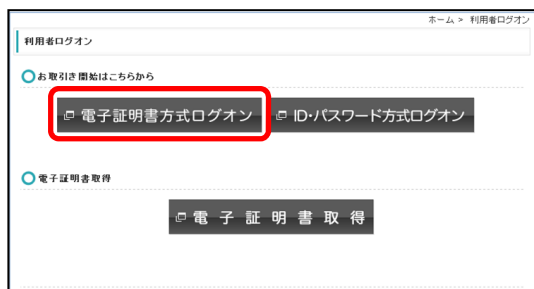 ホーム > 利用者ログオン
利用者ログオン
お取引き開始はこちらから
電子証明書方式ログオン ID・パスワード方式ログオン
電子証明書取得
電子証明書取得